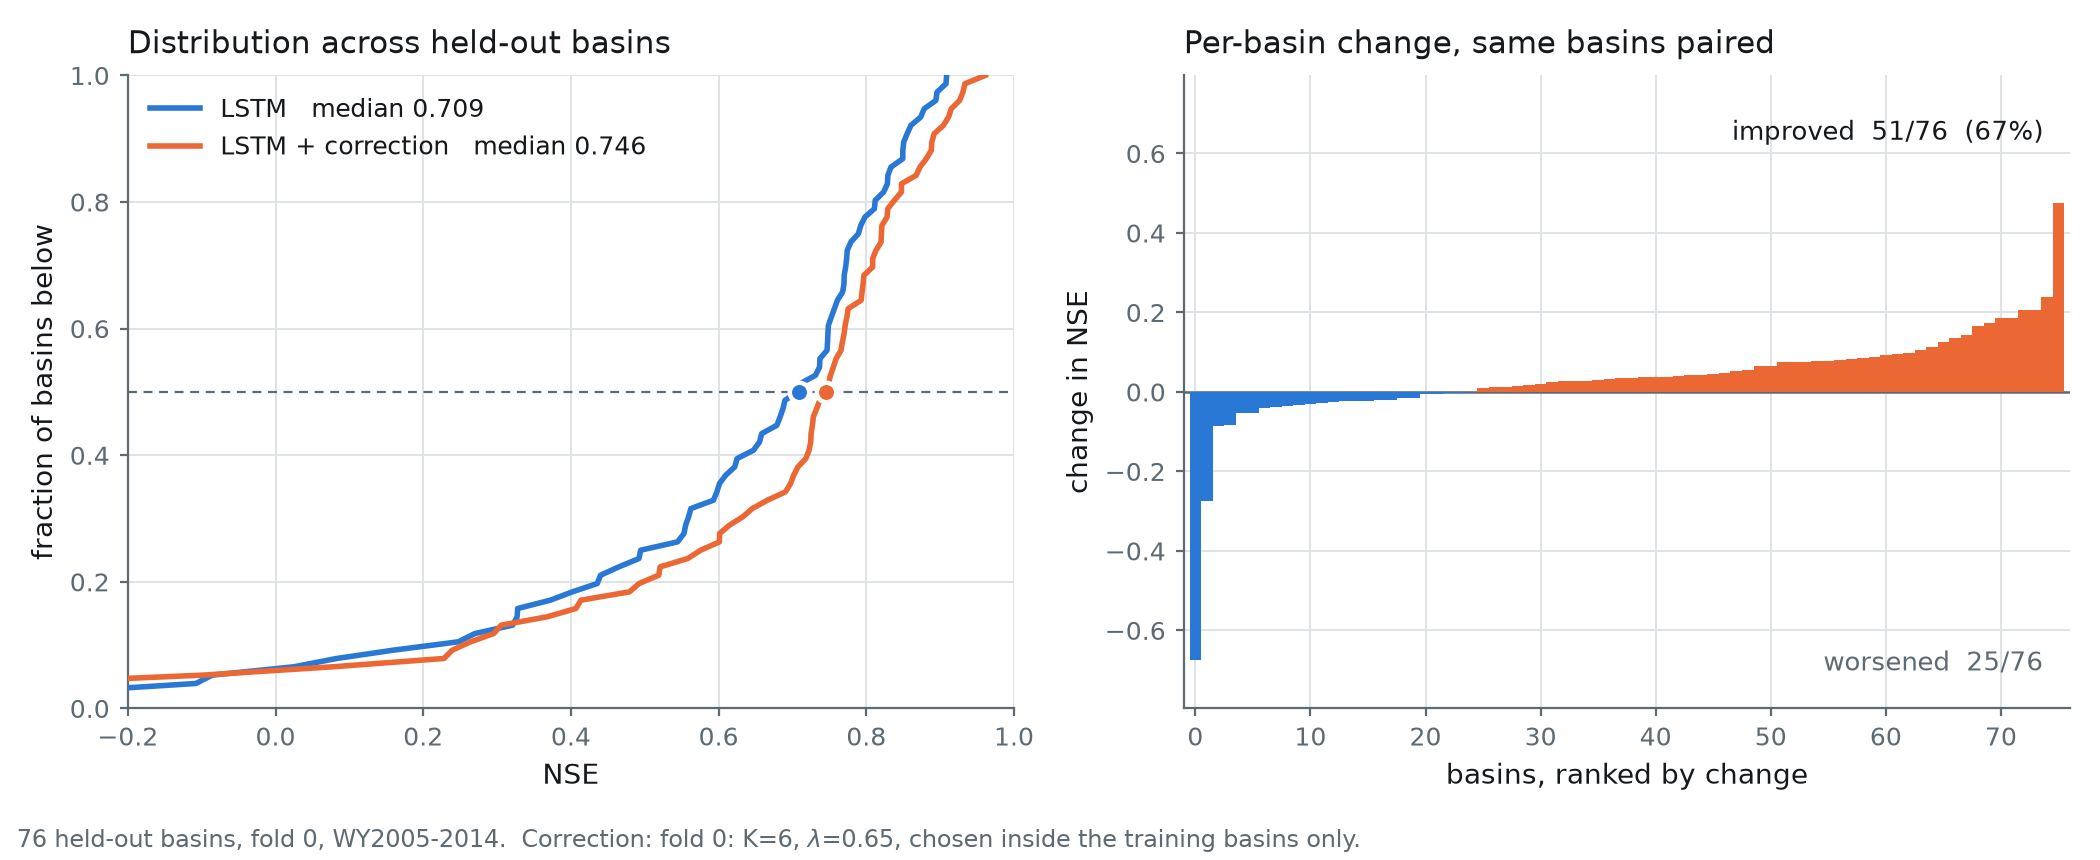 Distribution across held-out basins
LSTM   median 0.709
LSTM + correction   median 0.746
fraction of basins below
1.0
0.8
0.6
0.4
0.2
0.0
−0.2
0.0
0.2
0.4
0.6
0.8
1.0
NSE
Per-basin change, same basins paired
improved  51/76  (67%)
change in NSE
0.6
0.4
0.2
0.0
−0.2
−0.4
−0.6
worsened  25/76
0
10
20
30
40
50
60
70
basins, ranked by change
76 held-out basins, fold 0, WY2005-2014.  Correction: fold 0: K=6, λ=0.65, chosen inside the training basins only.